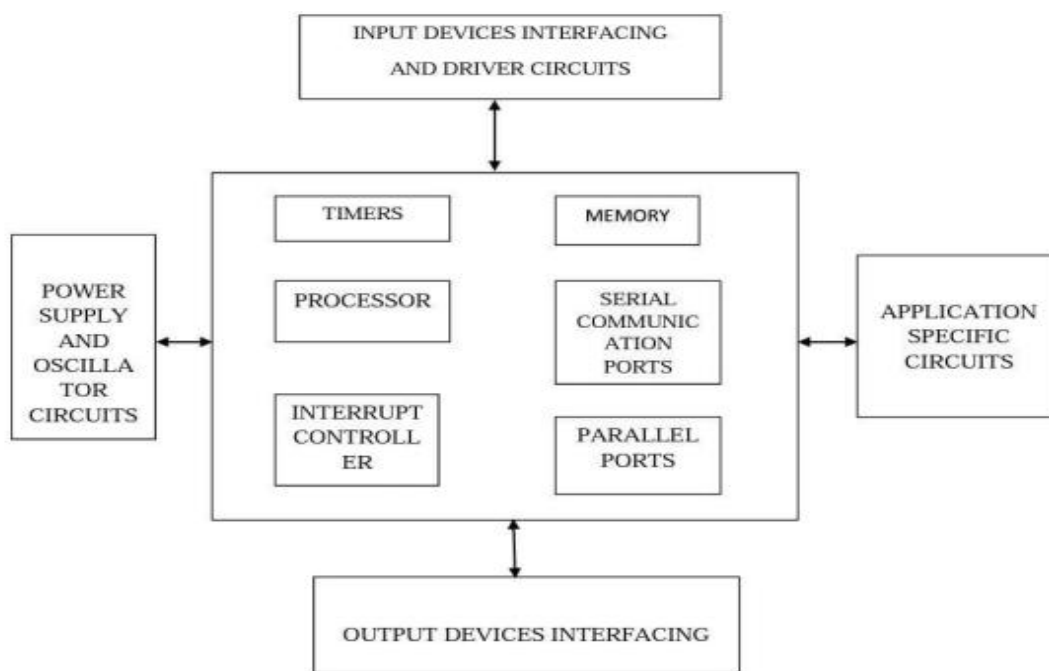 INPUT DEVICES INTERFACING
AND DRIVER CIRCUITS
TIMERS
MEMORY
POWER
SUPPLY
AND
OSCILLA
TOR
CIRCUITS
PROCESSOR
SERIAL
COMMUNIC
ATION
PORTS
APPLICATION
SPECIFIC
CIRCUITS
INTERRUPT
CONTROLL
ER
PARALLEL
PORTS
OUTPUT DEVICES INTERFACING